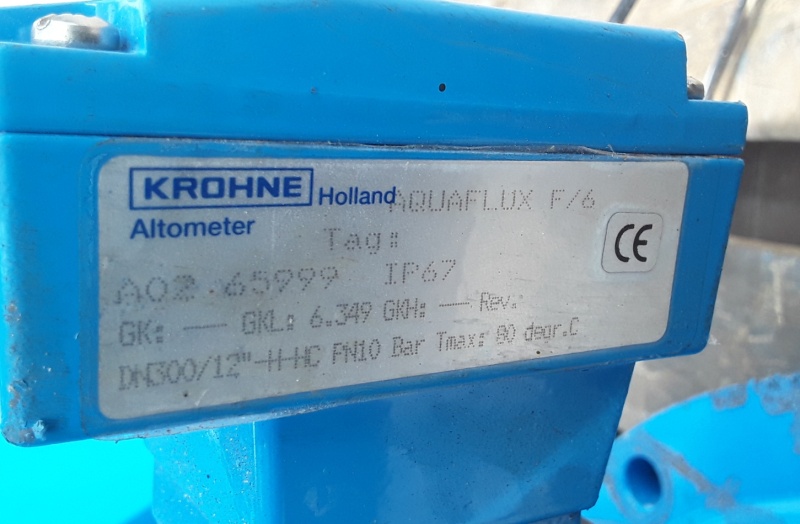 KROHNE Holland AQUAFLUX F/6
Altometer Tag:
CE
A02 65999 IP67
GK: --- GKL: 6.349 GKH: --- Rev.
DN300/12"-H-HC PN10 Bar Tmax: 80 degr.C